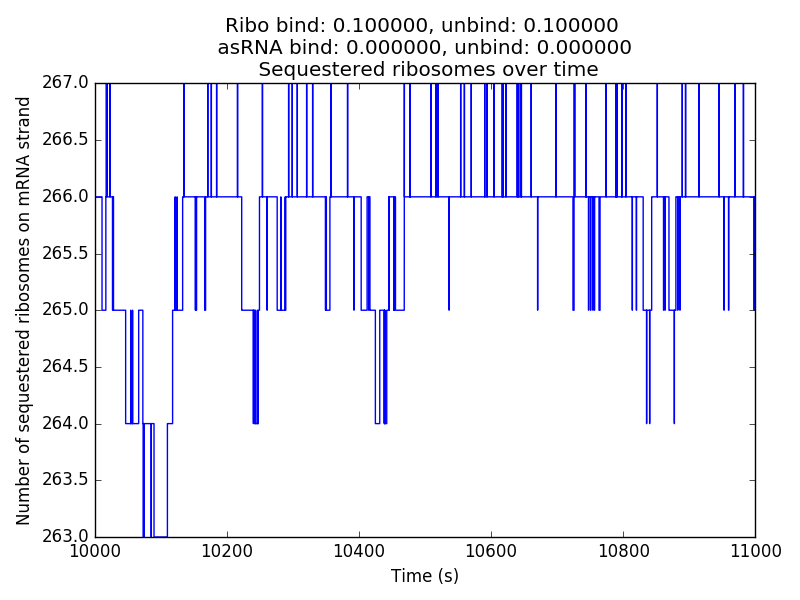 Ribo bind: 0.100000, unbind: 0.100000
asRNA bind: 0.000000, unbind: 0.000000
Sequestered ribosomes over time
Number of sequestered ribosomes on mRNA strand
267.0
266.5
266.0
265.5
265.0
264.5
264.0
263.5
263.0
10000 10200 10400 10600 10800 11000
Time (s)